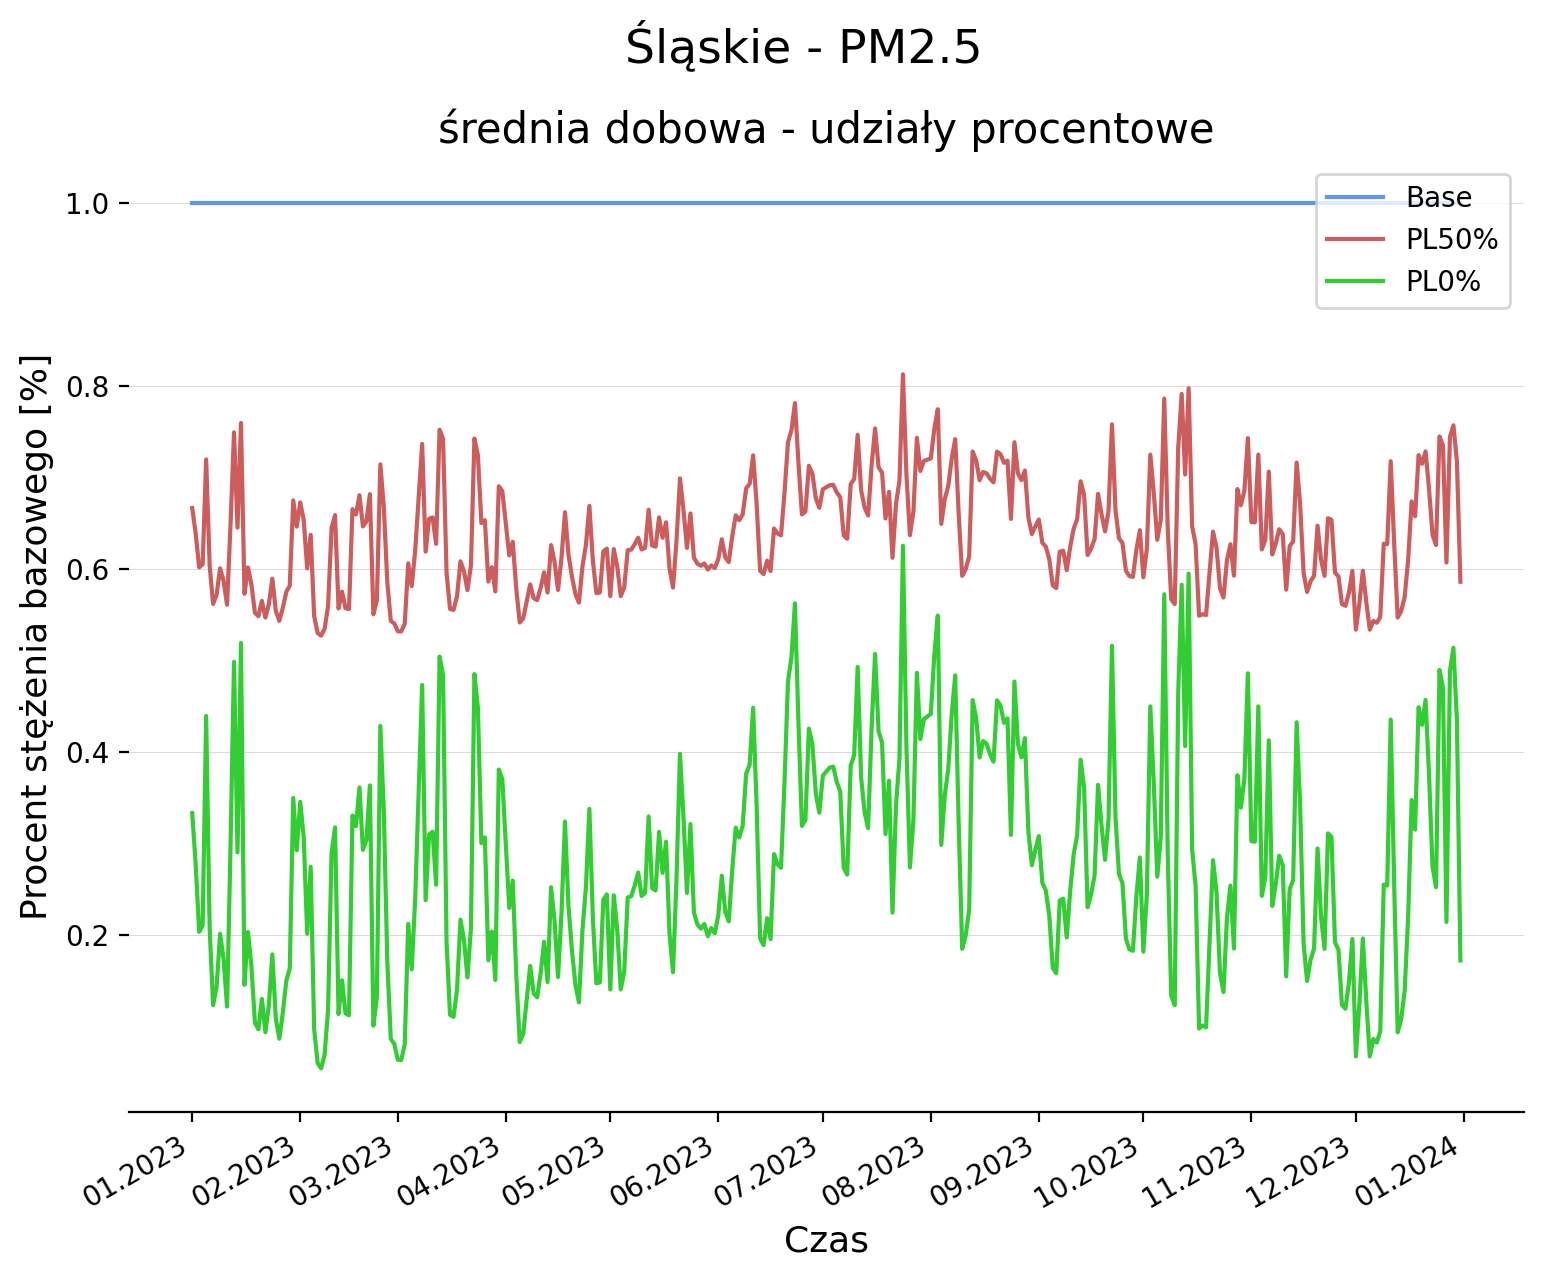 Śląskie - PM2.5
średnia dobowa - udziały procentowe
Procent stężenia bazowego [%]
1.0
0.8
0.6
0.4
0.2
Base
PL50%
PL0%
01.2023
02.2023
03.2023
04.2023
05.2023
06.2023
07.2023
08.2023
09.2023
10.2023
11.2023
12.2023
01.2024
Czas